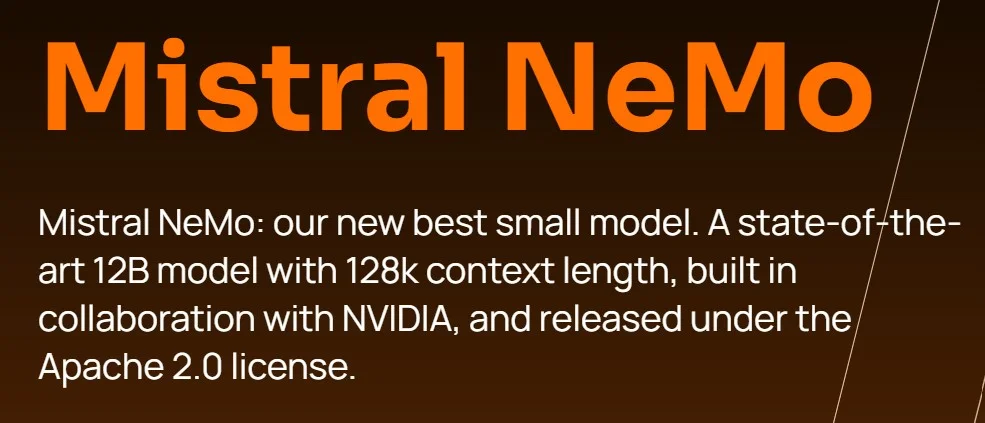 Mistral NeMo
Mistral NeMo: our new best small model. A state-of-the-
art 12B model with 128k context length, built in
collaboration with NVIDIA, and released under the
Apache 2.0 license.